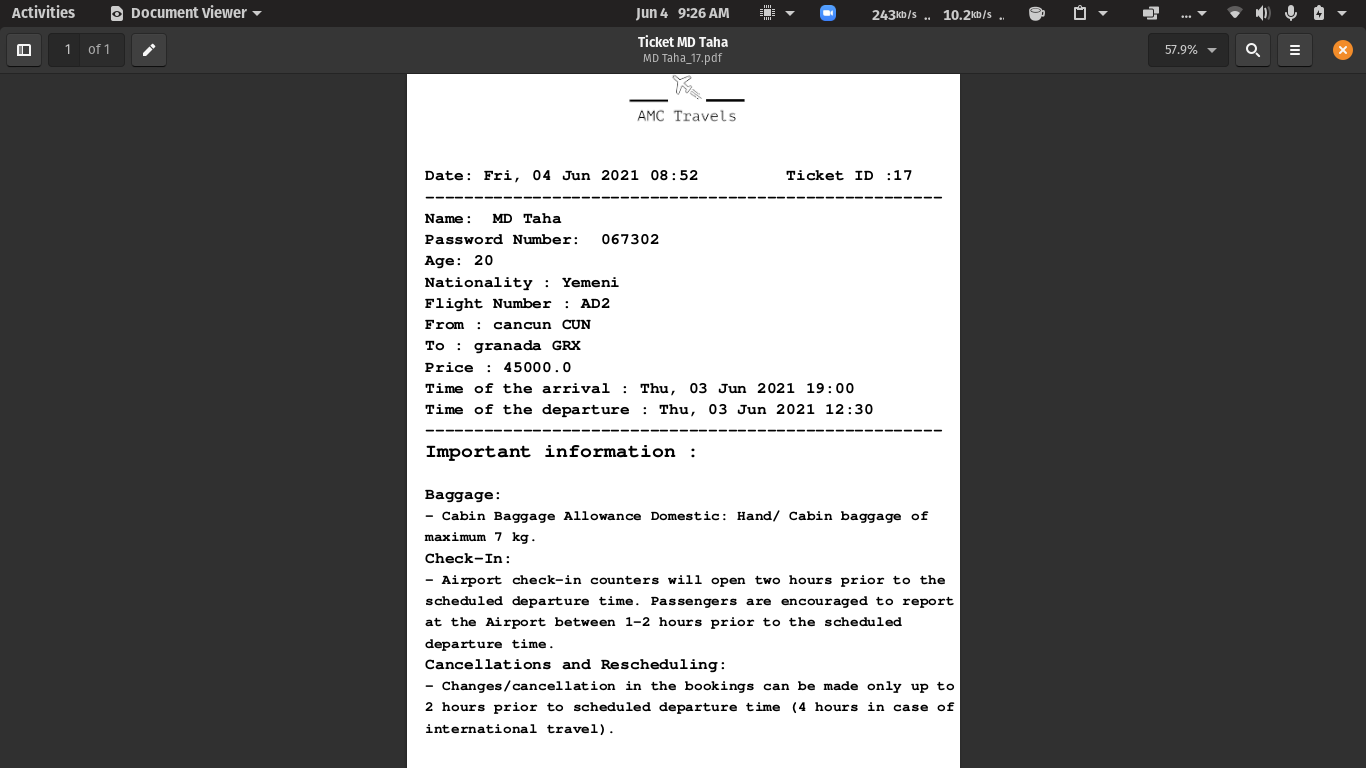 Activities Document Viewer Jun 4 9:26 AM 243kb/s .. 10.2kb/s .. ...
1 of 1 Ticket MD Taha 57.9%
MD Taha_17.pdf
AMC Travels
Date: Fri, 04 Jun 2021 08:52 Ticket ID :17
-----------------------------------------------------
Name: MD Taha
Password Number: 067302
Age: 20
Nationality : Yemeni
Flight Number : AD2
From : cancun CUN
To : granada GRX
Price : 45000.0
Time of the arrival : Thu, 03 Jun 2021 19:00
Time of the departure : Thu, 03 Jun 2021 12:30
-----------------------------------------------------
Important information :
Baggage:
- Cabin Baggage Allowance Domestic: Hand/ Cabin baggage of
maximum 7 kg.
Check-In:
- Airport check-in counters will open two hours prior to the
scheduled departure time. Passengers are encouraged to report
at the Airport between 1-2 hours prior to the scheduled
departure time.
Cancellations and Rescheduling:
- Changes/cancellation in the bookings can be made only up to
2 hours prior to scheduled departure time (4 hours in case of
international travel).